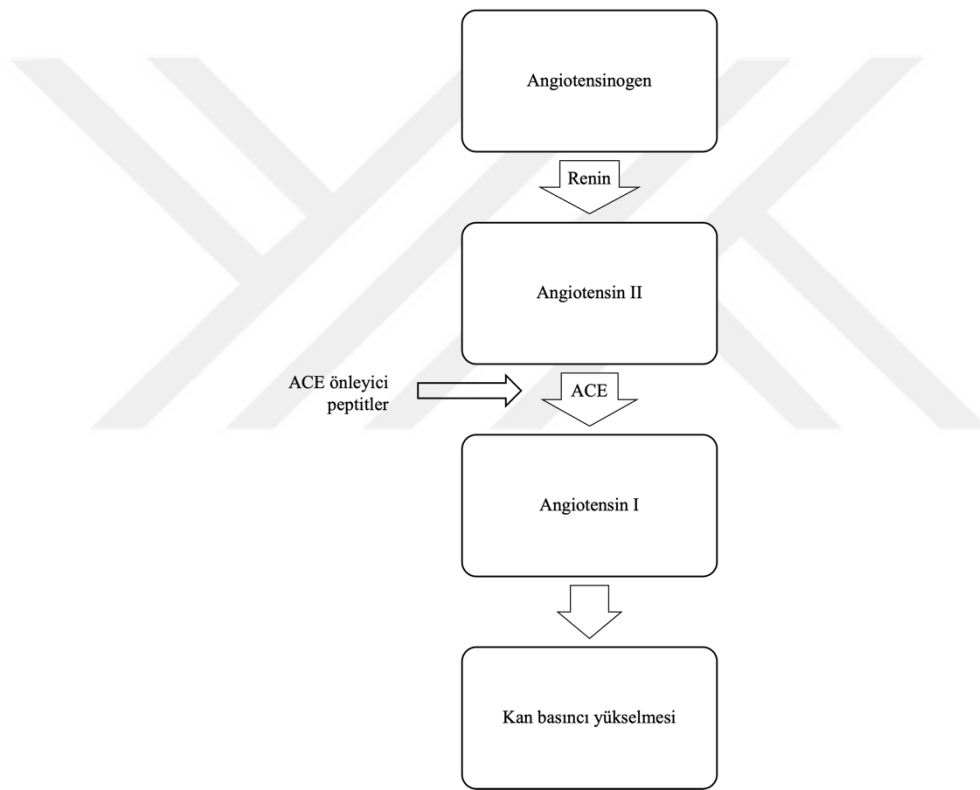 Angiotensinogen
Renin
Angiotensin II
ACE önleyici
peptitler
ACE
Angiotensin I
Kan basıncı yükselmesi